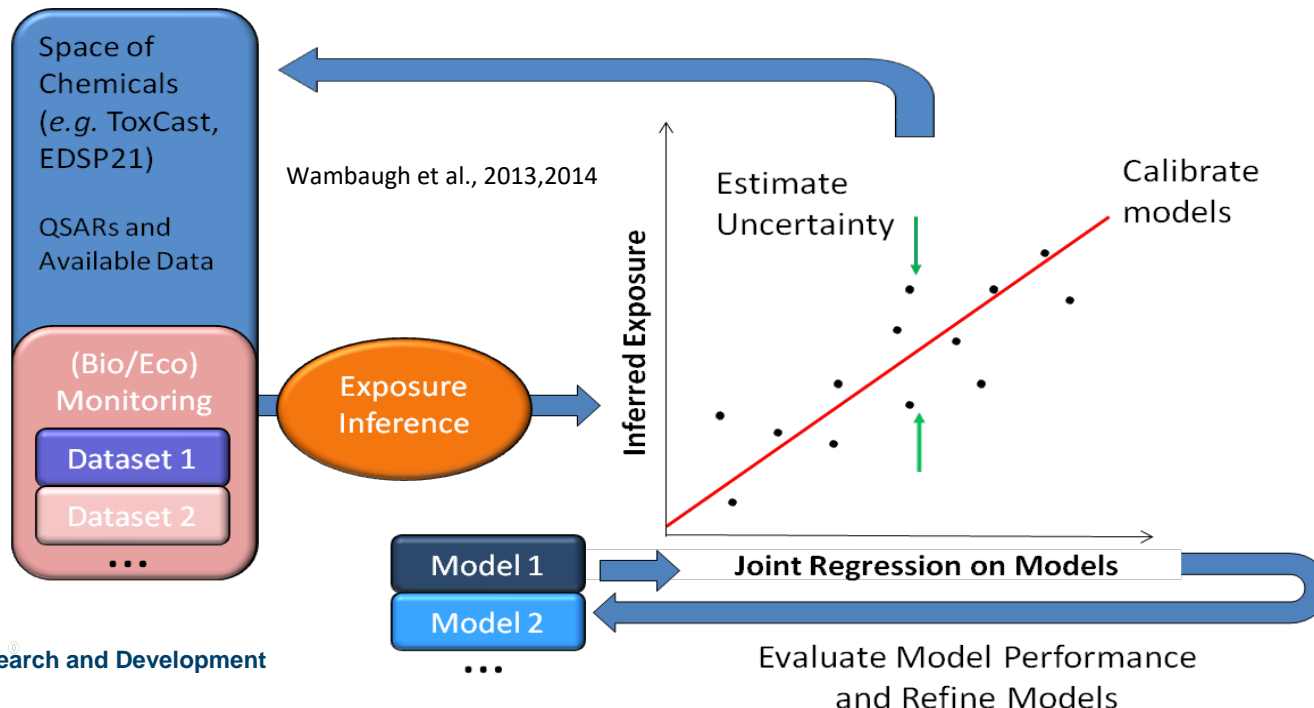 Space of
Chemicals
(e.g. ToxCast,
EDSP21)
QSARs and
Available Data
(Bio/Eco)
Monitoring
Dataset 1
Dataset 2
...
Wambaugh et al., 2013,2014
Exposure
Inference
Estimate
Uncertainty
Calibrate
models
Inferred Exposure
Joint Regression on Models
Model 1
Model 2
...
Evaluate Model Performance
and Refine Models
earch and Development